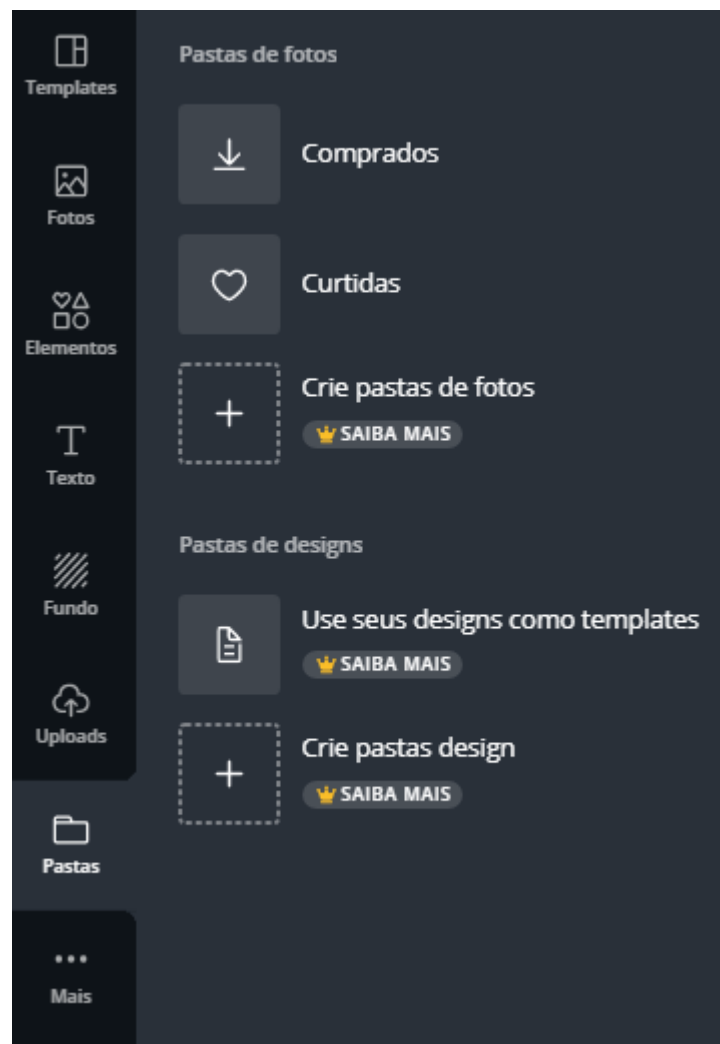 Templates
Fotos
Elementos
Texto
Fundo
Uploads
Pastas
Mais
Pastas de fotos
Comprados
Curtidas
Crie pastas de fotos
SAIBA MAIS
Pastas de designs
Use seus designs como templates
SAIBA MAIS
Crie pastas design
SAIBA MAIS